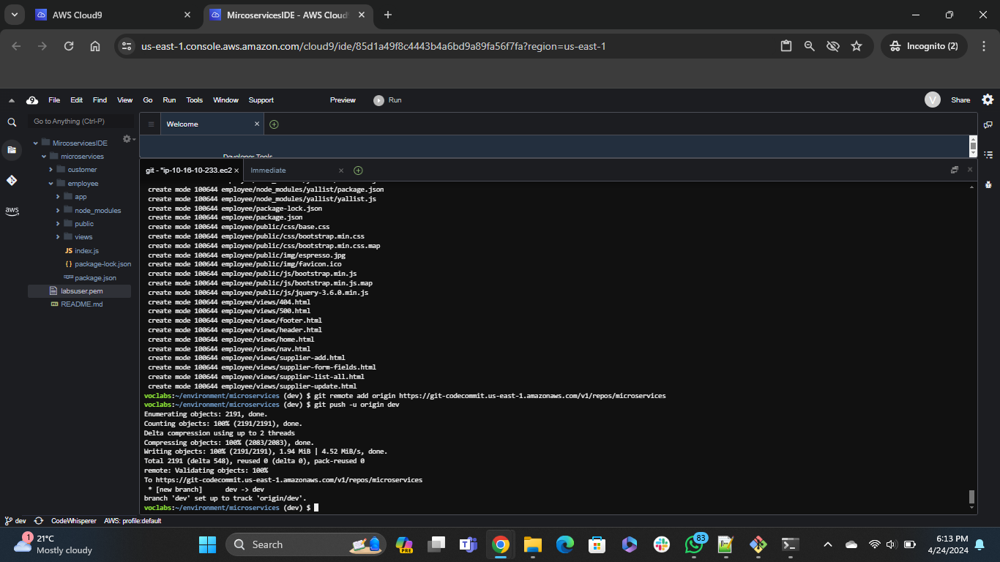 AWS Cloud9
MircoservicesIDE - AWS Cloud9
us-east-1.console.aws.amazon.com/cloud9/ide/85d1a49f8c4443b4a6bd9a89fa56f7fa?region=us-east-1
Incognito (2)
File Edit Find View Go Run Tools Window Support Preview Run
V Share
Go to Anything (Ctrl-P)
Welcome
MircoservicesIDE
microservices
customer
employee
app
node_modules
public
views
JS index.js
{} package-lock.json
package.json
labsuser.pem
README.md
aws
Developer Tools
git - "ip-10-16-10-233.ec2
Immediate
create mode 100644 employee/node_modules/yallist/package.json
create mode 100644 employee/node_modules/yallist/yallist.js
create mode 100644 employee/package-lock.json
create mode 100644 employee/package.json
create mode 100644 employee/public/css/base.css
create mode 100644 employee/public/css/bootstrap.min.css
create mode 100644 employee/public/css/bootstrap.min.css.map
create mode 100644 employee/public/img/espresso.jpg
create mode 100644 employee/public/img/favicon.ico
create mode 100644 employee/public/js/bootstrap.min.js
create mode 100644 employee/public/js/bootstrap.min.js.map
create mode 100644 employee/public/js/jquery-3.6.0.min.js
create mode 100644 employee/views/404.html
create mode 100644 employee/views/500.html
create mode 100644 employee/views/footer.html
create mode 100644 employee/views/header.html
create mode 100644 employee/views/home.html
create mode 100644 employee/views/nav.html
create mode 100644 employee/views/supplier-add.html
create mode 100644 employee/views/supplier-form-fields.html
create mode 100644 employee/views/supplier-list-all.html
create mode 100644 employee/views/supplier-update.html
voclabs:~/environment/microservices (dev) $ git remote add origin https://git-codecommit.us-east-1.amazonaws.com/v1/repos/microservices
voclabs:~/environment/microservices (dev) $ git push -u origin dev
Enumerating objects: 2191, done.
Counting objects: 100% (2191/2191), done.
Delta compression using up to 2 threads
Compressing objects: 100% (2083/2083), done.
Writing objects: 100% (2191/2191), 1.94 MiB | 4.52 MiB/s, done.
Total 2191 (delta 548), reused 0 (delta 0), pack-reused 0
remote: Validating objects: 100%
To https://git-codecommit.us-east-1.amazonaws.com/v1/repos/microservices
* [new branch] dev -> dev
branch 'dev' set up to track 'origin/dev'.
voclabs:~/environment/microservices (dev) $
dev CodeWhisperer AWS: profile:default
1
21°C
Mostly cloudy
Search
PRE
83
6:13 PM
4/24/2024